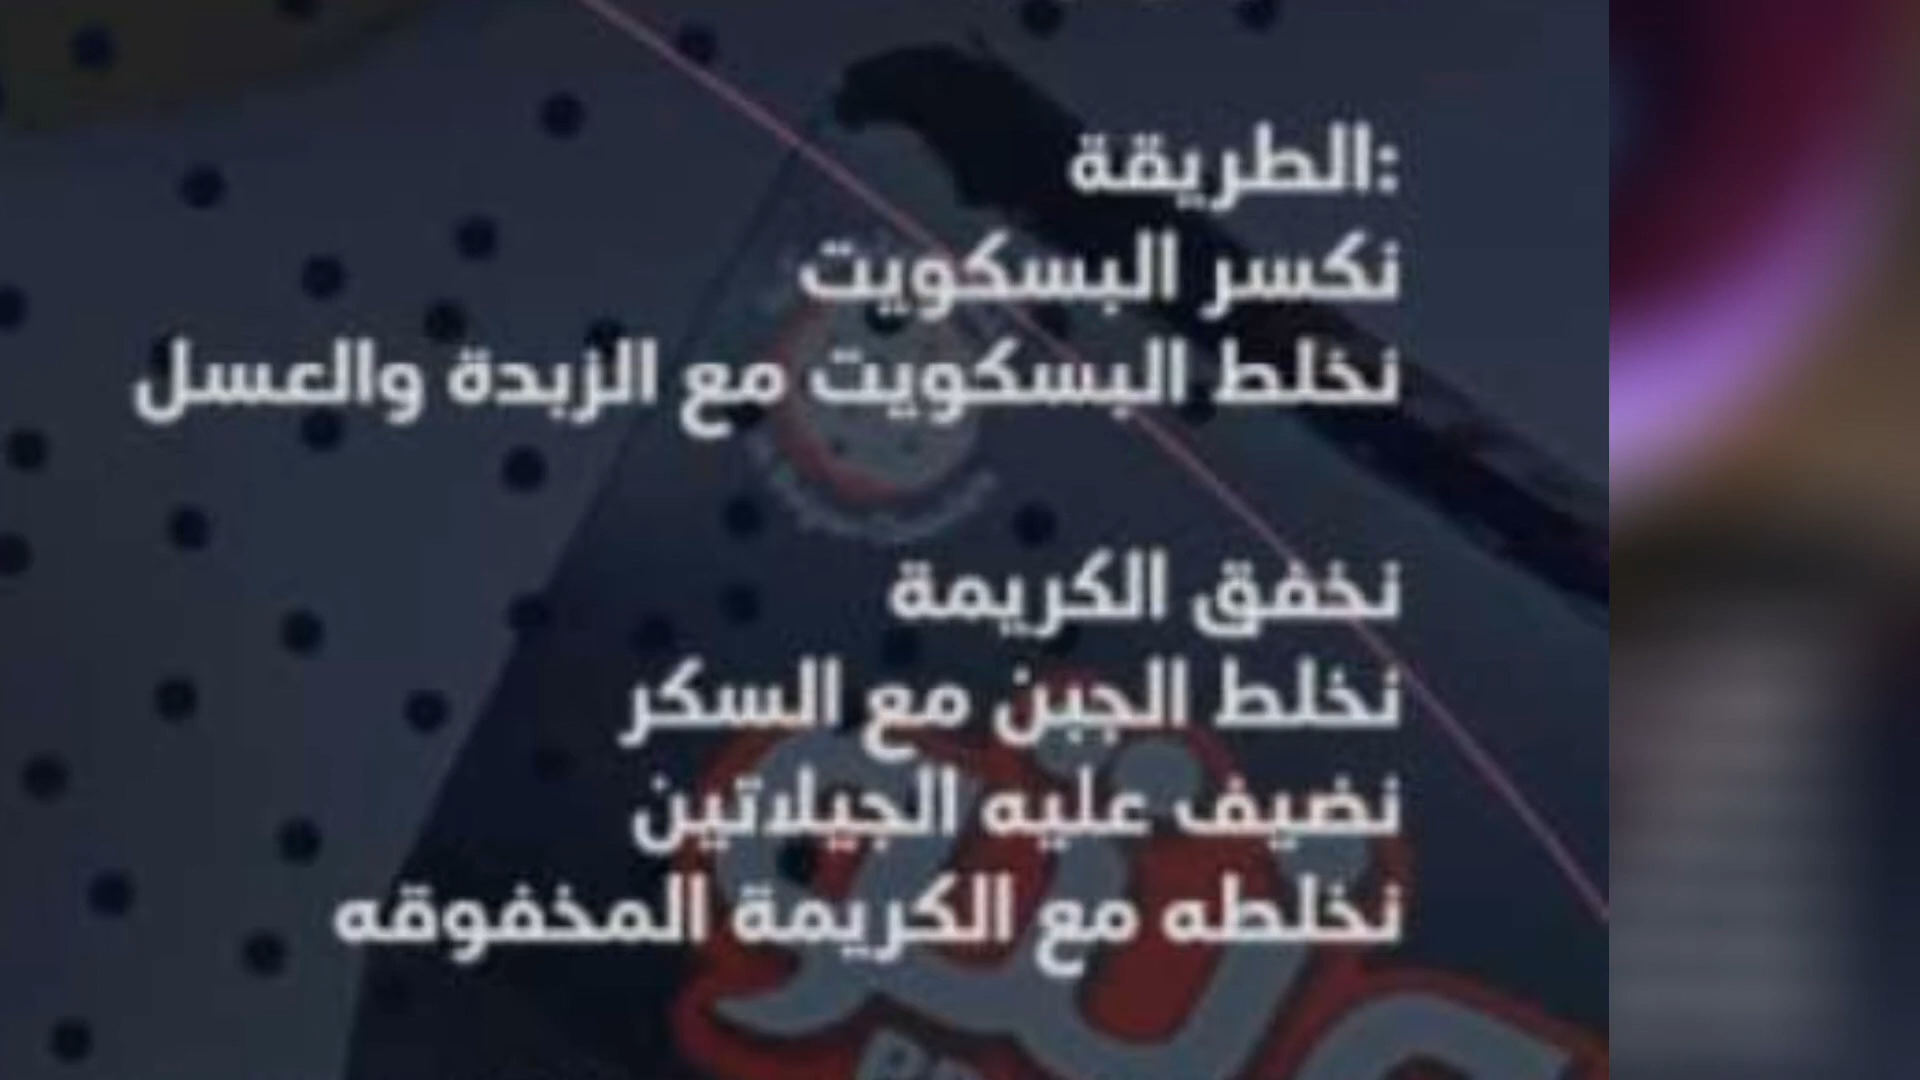 الطريقة:
نكسر البسكويت
نخلط البسكويت مع الزبدة والعسل
نخفق الكريمة
نخلط الجبن مع السكر
نضيف عليه الجيلاتين
نخلطه مع الكريمة المخفوقه